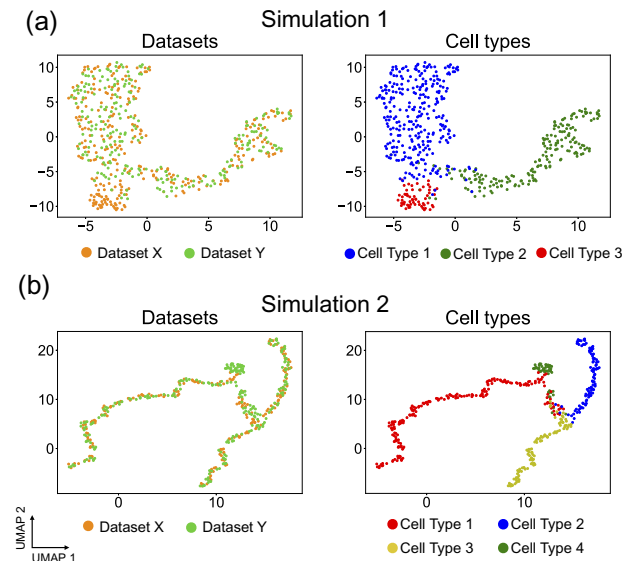 (a)
Simulation 1
Datasets
Cell types
10
5
0
−5
−10
−5
0
5
10
10
5
0
−5
−10
−5
0
5
10
Dataset X
Dataset Y
Cell Type 1
Cell Type 2
Cell Type 3
(b)
Simulation 2
Datasets
Cell types
20
10
0
0
10
20
10
0
0
10
UMAP 2
UMAP 1
Dataset X
Dataset Y
Cell Type 1
Cell Type 2
Cell Type 3
Cell Type 4